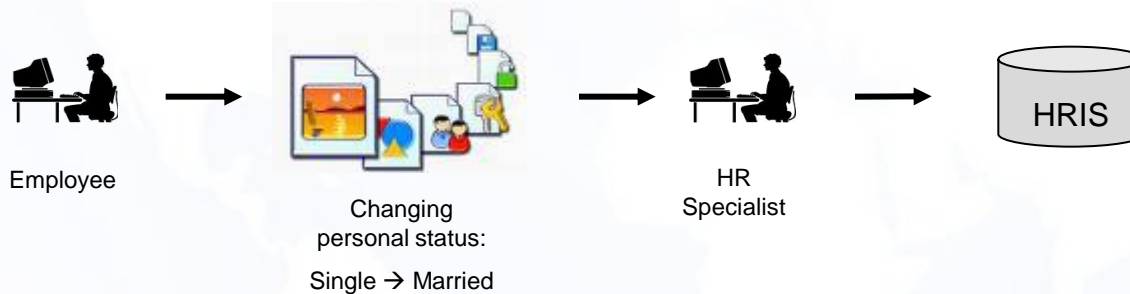 Employee
Changing
personal status:
Single → Married
HR
Specialist
HRIS